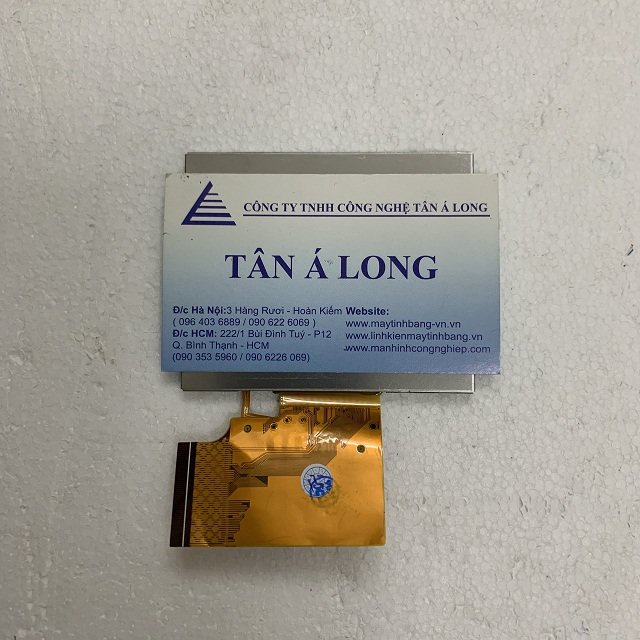 CÔNG TY TNHH CÔNG NGHỆ TÂN Á LONG
TÂN Á LONG
Đ/c Hà Nội:3 Hàng Rươi - Hoàn Kiếm
( 096 403 6889 / 090 622 6069 )
Đ/c HCM: 222/1 Bùi Đình Tuý - P12
Q. Bình Thạnh - HCM
(090 353 5960 / 090 6226 069)
Website:
www.maytinhbang-vn.vn
www.linhkienmaytinhbang.vn
www.manhinhcongnghiep.com